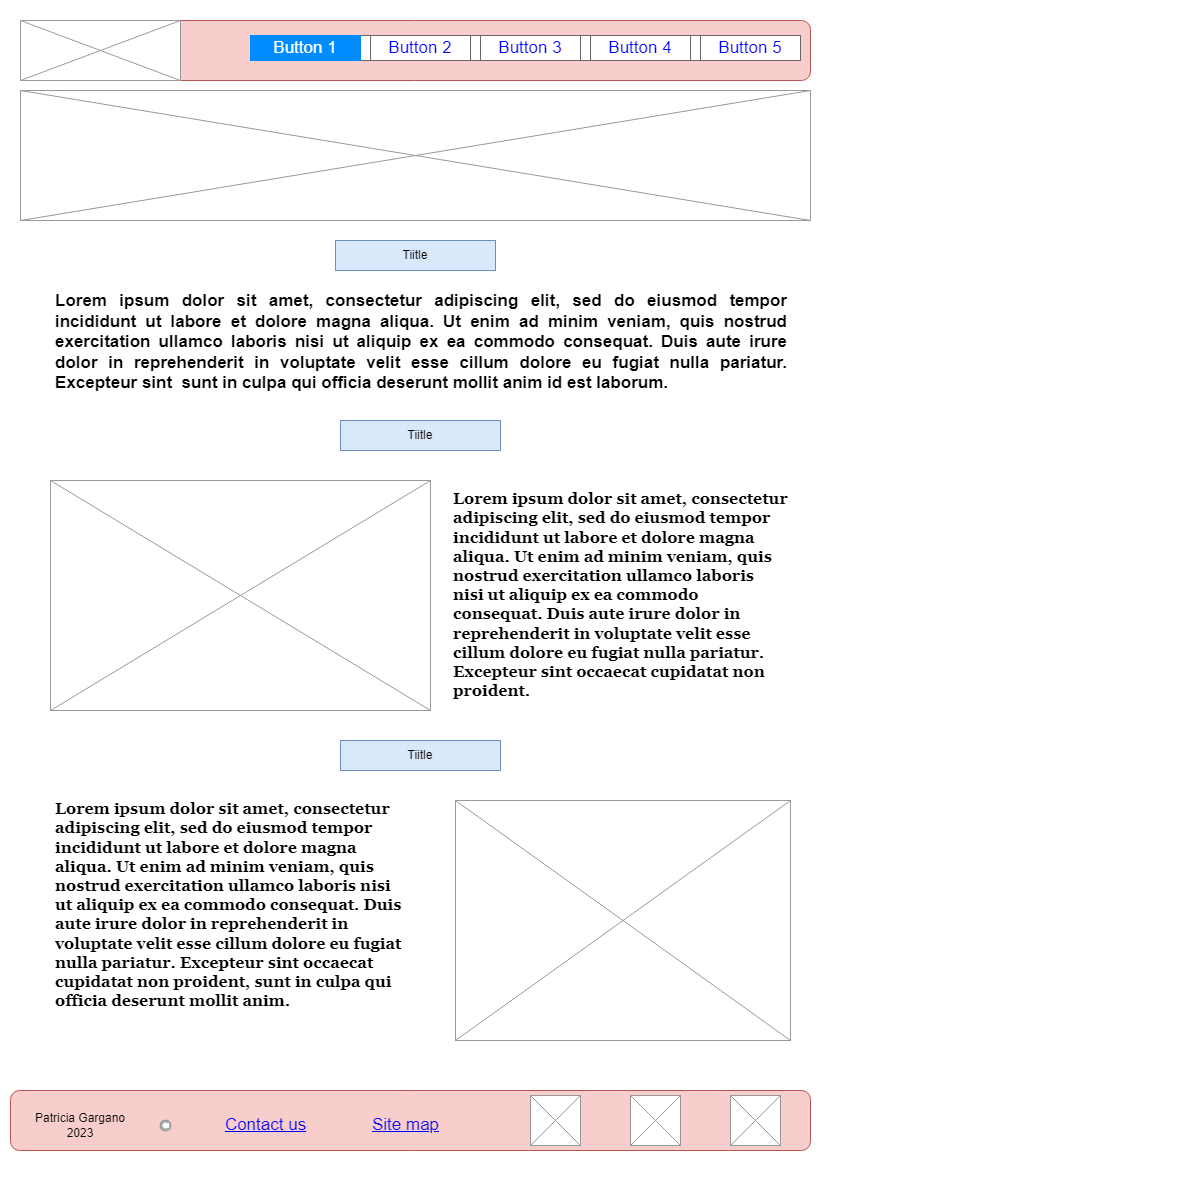 Button 1 Button 2 Button 3 Button 4 Button 5
Tiitle
Lorem ipsum dolor sit amet, consectetur adipiscing elit, sed do eiusmod tempor
incididunt ut labore et dolore magna aliqua. Ut enim ad minim veniam, quis nostrud
exercitation ullamco laboris nisi ut aliquip ex ea commodo consequat. Duis aute irure
dolor in reprehenderit in voluptate velit esse cillum dolore eu fugiat nulla pariatur.
Excepteur sint sunt in culpa qui officia deserunt mollit anim id est laborum.
Tiitle
Lorem ipsum dolor sit amet, consectetur
adipiscing elit, sed do eiusmod tempor
incididunt ut labore et dolore magna
aliqua. Ut enim ad minim veniam, quis
nostrud exercitation ullamco laboris
nisi ut aliquip ex ea commodo
consequat. Duis aute irure dolor in
reprehenderit in voluptate velit esse
cillum dolore eu fugiat nulla pariatur.
Excepteur sint occaecat cupidatat non
proident.
Tiitle
Lorem ipsum dolor sit amet, consectetur
adipiscing elit, sed do eiusmod tempor
incididunt ut labore et dolore magna
aliqua. Ut enim ad minim veniam, quis
nostrud exercitation ullamco laboris nisi
ut aliquip ex ea commodo consequat. Duis
aute irure dolor in reprehenderit in
voluptate velit esse cillum dolore eu fugiat
nulla pariatur. Excepteur sint occaecat
cupidatat non proident, sunt in culpa qui
officia deserunt mollit anim.
Patricia Gargano
2023
Contact us
Site map